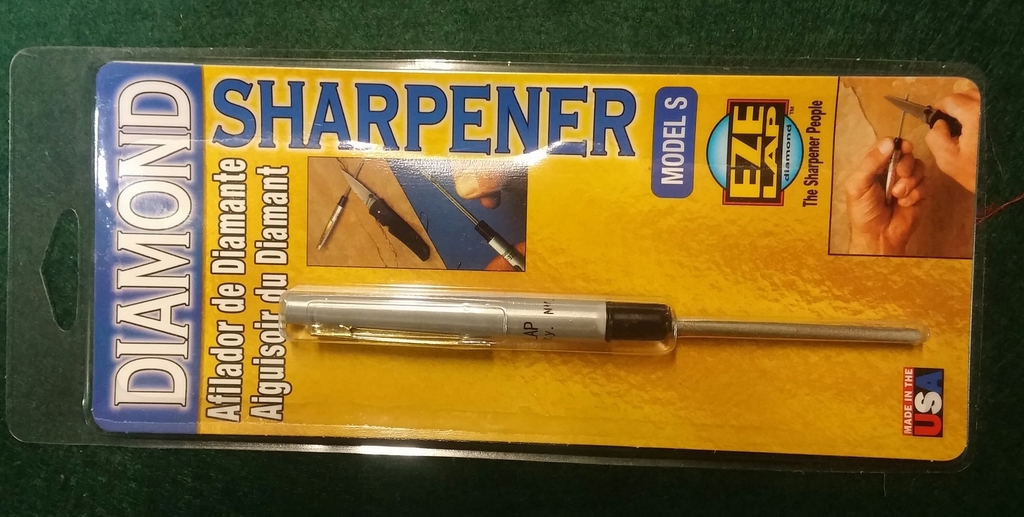 DIAMOND
SHARPENER
Afilador de Diamante
Aiguisoir du Diamant
MODEL S
EZE
LAP™
diamond
The Sharpener People
LAP
MADE IN THE
USA